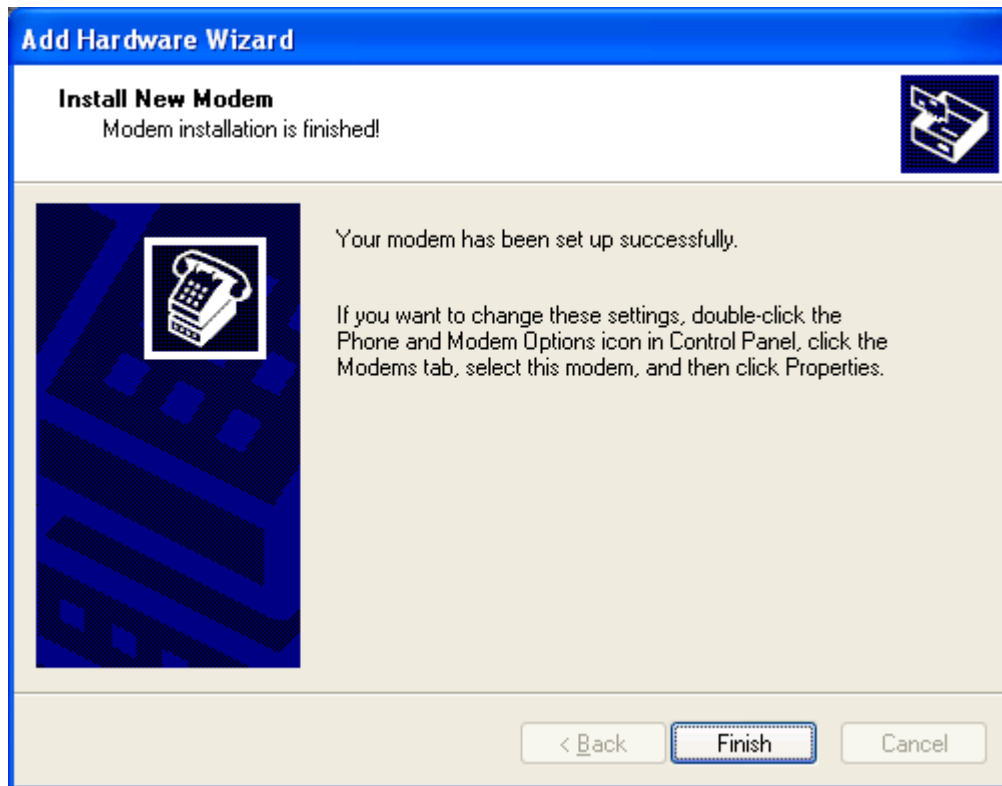 Add Hardware Wizard
Install New Modem
Modem installation is finished!
Your modem has been set up successfully.
If you want to change these settings, double-click the
Phone and Modem Options icon in Control Panel, click the
Modems tab, select this modem, and then click Properties.
< Back Finish Cancel